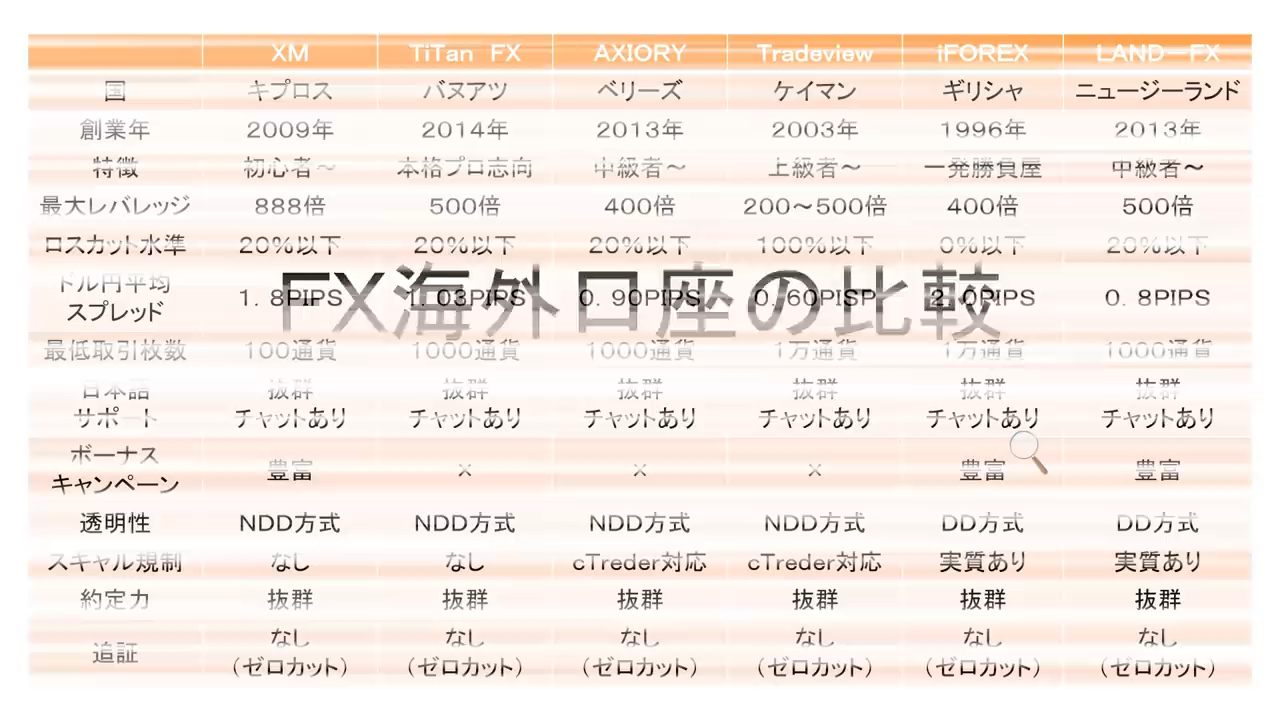 XM TiTan FX AXIORY Tradeview iFOREX LAND－FX
国 キプロス バヌアツ ベリーズ ケイマン ギリシャ ニュージーランド
創業年 2009年 2014年 2013年 2003年 1996年 2013年
特徴 初心者～ 本格プロ志向 中級者～ 上級者～ 一発勝負屋 中級者～
最大レバレッジ 888倍 500倍 400倍 200～500倍 400倍 500倍
ロスカット水準 20%以下 20%以下 20%以下 100%以下 0%以下 20%以下
FX海外口座の比較
ドル円平均
スプレッド 1.8PIPS 1.03PIPS 0.90PIPS 0.60PISP 2.0PIPS 0.8PIPS
最低取引枚数 100通貨 1000通貨 1000通貨 1万通貨 1万通貨 1000通貨
日本語 抜群 抜群 抜群 抜群 抜群 抜群
サポート チャットあり チャットあり チャットあり チャットあり チャットあり チャットあり
ボーナス
キャンペーン 豊富 × × × 豊富 豊富
透明性 NDD方式 NDD方式 NDD方式 NDD方式 DD方式 DD方式
スキャル規制 なし なし cTreder対応 cTreder対応 実質あり 実質あり
約定力 抜群 抜群 抜群 抜群 抜群 抜群
追証 なし なし なし なし なし なし
（ゼロカット） （ゼロカット） （ゼロカット） （ゼロカット） （ゼロカット） （ゼロカット）